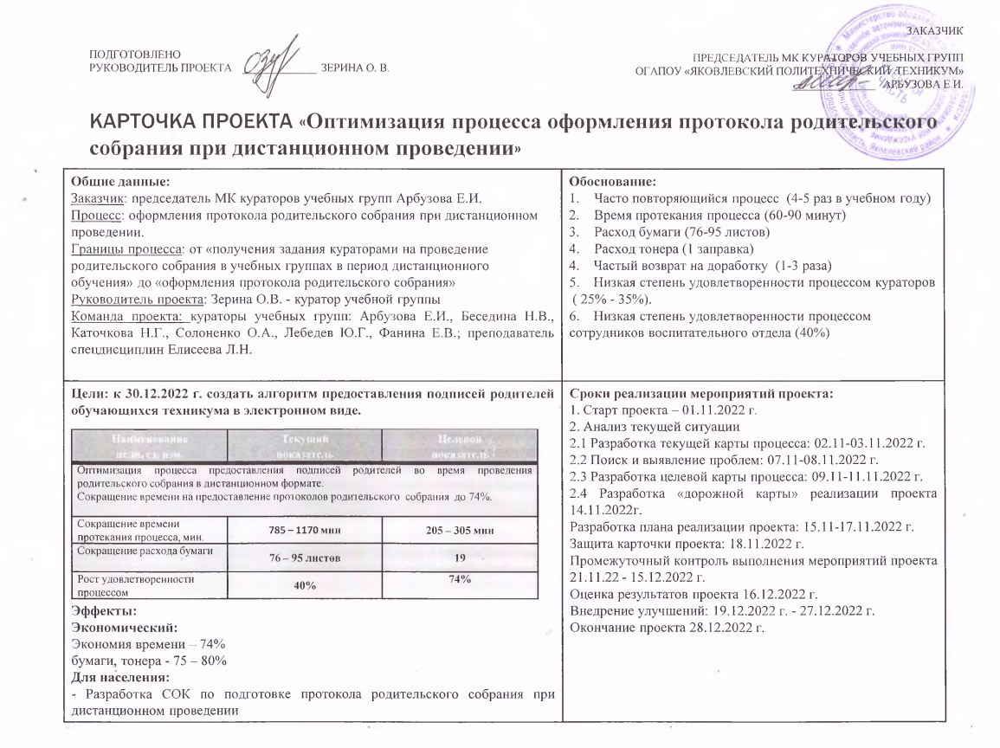 ПОДГОТОВЛЕНО
РУКОВОДИТЕЛЬ ПРОЕКТА ЗЕРИНА О. В.
ЗАКАЗЧИК
ПРЕДСЕДАТЕЛЬ МК КУРАТОРОВ УЧЕБНЫХ ГРУПП
ОГАПОУ «ЯКОВЛЕВСКИЙ ПОЛИТЕХНИЧЕСКИЙ ТЕХНИКУМ»
АРБУЗОВА Е.И.
КАРТОЧКА ПРОЕКТА «Оптимизация процесса оформления протокола родительского
собрания при дистанционном проведении»
Общие данные:
Заказчик: председатель МК кураторов учебных групп Арбузова Е.И.
Процесс: оформления протокола родительского собрания при дистанционном
проведении.
Границы процесса: от «получения задания кураторами на проведение
родительского собрания в учебных группах в период дистанционного
обучения» до «оформления протокола родительского собрания»
Руководитель проекта: Зерина О.В. - куратор учебной группы
Команда проекта: кураторы учебных групп: Арбузова Е.И., Беседина Н.В.,
Каточкова Н.Г., Солоненко О.А., Лебедев Ю.Г., Фанина Е.В.; преподаватель
спецдисциплин Елисеева Л.Н.
Обоснование:
1. Часто повторяющийся процесс (4-5 раз в учебном году)
2. Время протекания процесса (60-90 минут)
3. Расход бумаги (76-95 листов)
4. Расход тонера (1 заправка)
4. Частый возврат на доработку (1-3 раза)
5. Низкая степень удовлетворенности процессом кураторов
( 25% - 35%).
6. Низкая степень удовлетворенности процессом
сотрудников воспитательного отдела (40%)
Цели: к 30.12.2022 г. создать алгоритм предоставления подписей родителей
обучающихся техникума в электронном виде.
Наименование
цели, ед. изм.
Текущий
показатель
Целевой
показатель
Оптимизация процесса предоставления подписей родителей во время проведения
родительского собрания в дистанционном формате.
Сокращение времени на предоставление протоколов родительского собрания до 74%.
Сокращение времени
протекания процесса, мин.
785 – 1170 мин
205 – 305 мин
Сокращение расхода бумаги
76 – 95 листов
19
Рост удовлетворенности
процессом
40%
74%
Эффекты:
Экономический:
Экономия времени – 74%
бумаги, тонера - 75 – 80%
Для населения:
- Разработка СОК по подготовке протокола родительского собрания при
дистанционном проведении
Сроки реализации мероприятий проекта:
1. Старт проекта – 01.11.2022 г.
2. Анализ текущей ситуации
2.1 Разработка текущей карты процесса: 02.11-03.11.2022 г.
2.2 Поиск и выявление проблем: 07.11-08.11.2022 г.
2.3 Разработка целевой карты процесса: 09.11-11.11.2022 г.
2.4 Разработка «дорожной карты» реализации проекта
14.11.2022г.
Разработка плана реализации проекта: 15.11-17.11.2022 г.
Защита карточки проекта: 18.11.2022 г.
Промежуточный контроль выполнения мероприятий проекта
21.11.22 - 15.12.2022 г.
Оценка результатов проекта 16.12.2022 г.
Внедрение улучшений: 19.12.2022 г. - 27.12.2022 г.
Окончание проекта 28.12.2022 г.